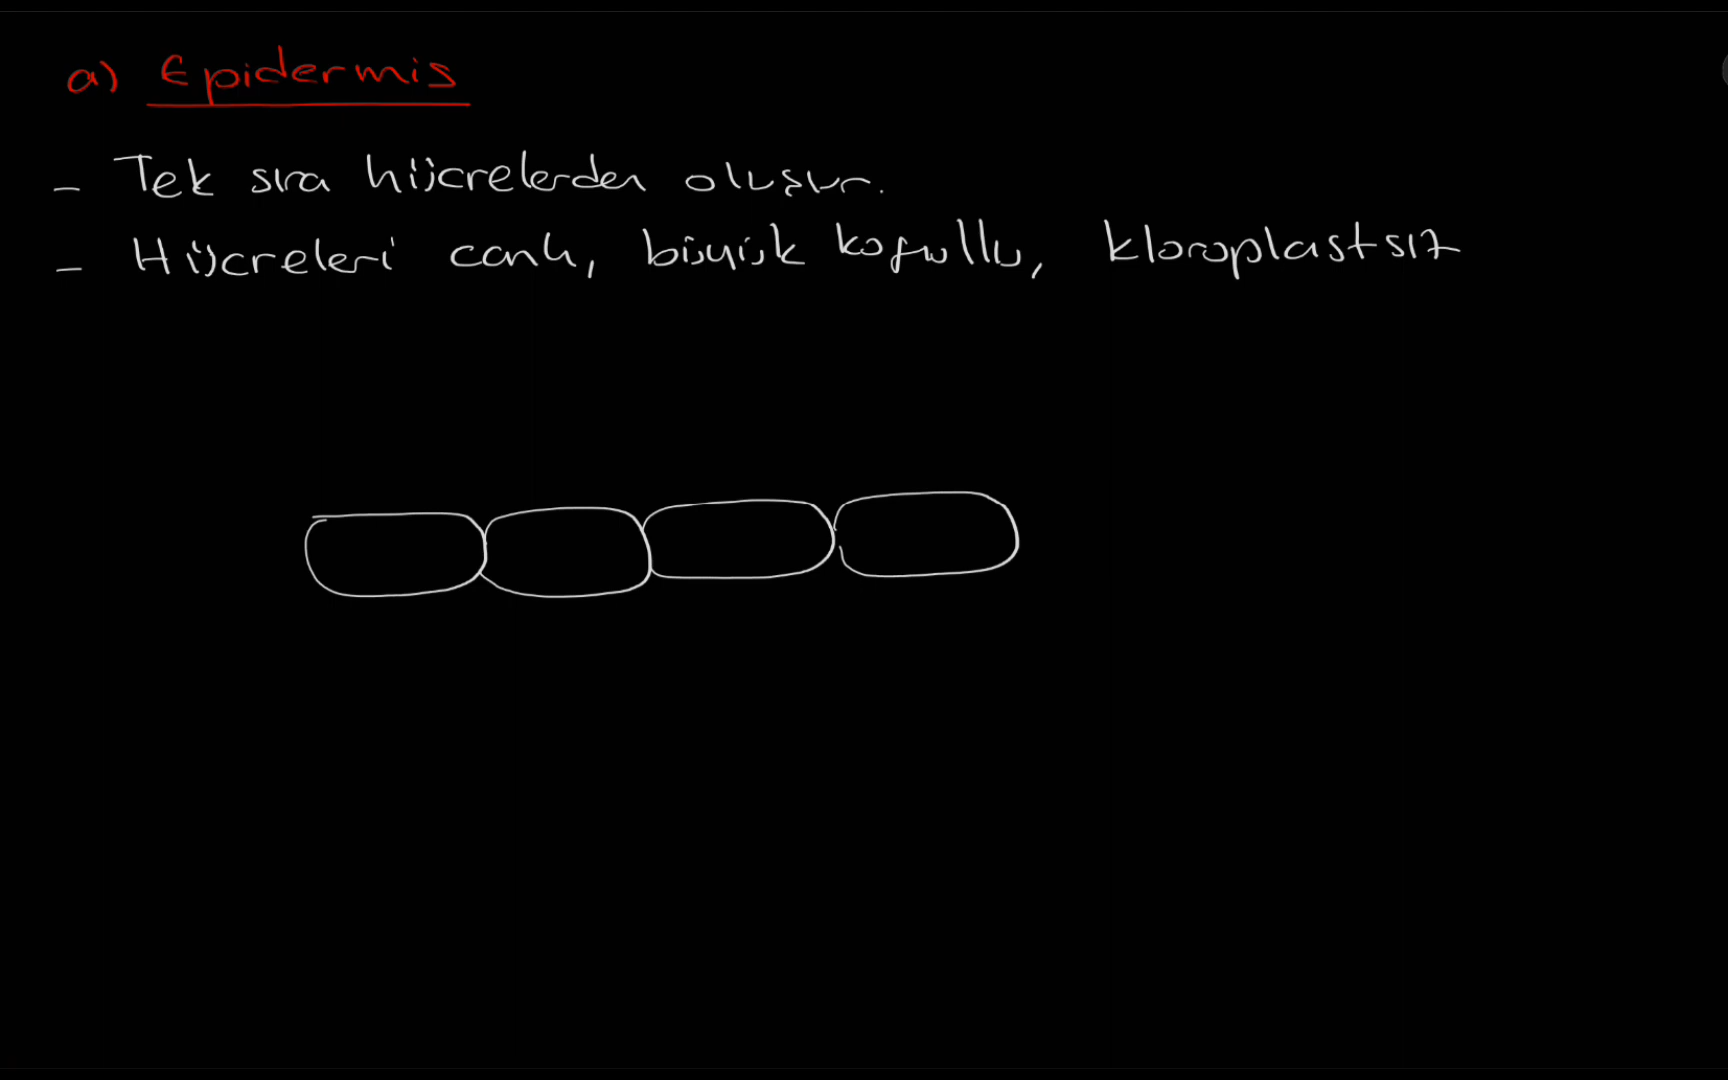 a) Epidermis
- Tek sıra hücrelerden oluşur.
- Hücreleri canlı, büyük kofullu, kloroplastsız